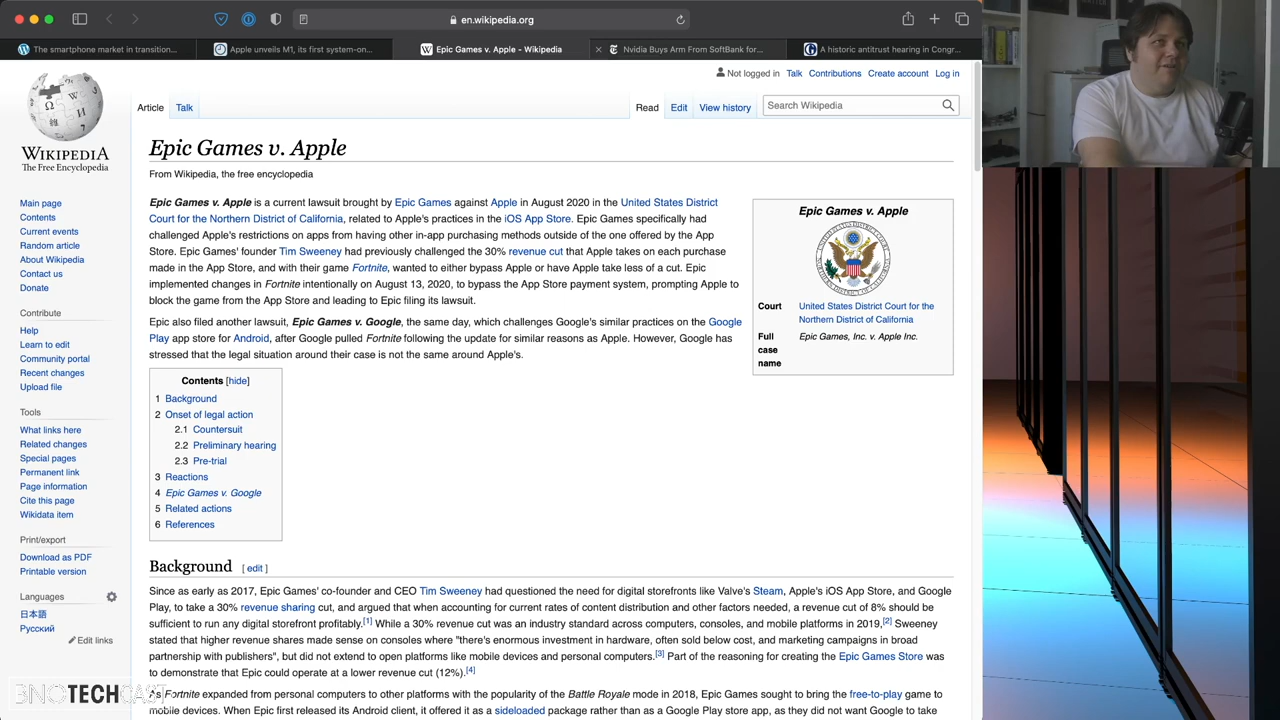 en.wikipedia.org
The smartphone market in transition...
Apple unveils M1, its first system-on...
Epic Games v. Apple - Wikipedia
Nvidia Buys Arm From SoftBank for...
A historic antitrust hearing in Congr...
Not logged in Talk Contributions Create account Log in
Article Talk
Read Edit View history Search Wikipedia
WIKIPEDIA
The Free Encyclopedia
Main page
Contents
Current events
Random article
About Wikipedia
Contact us
Donate
Contribute
Help
Learn to edit
Community portal
Recent changes
Upload file
Tools
What links here
Related changes
Special pages
Permanent link
Page information
Cite this page
Wikidata item
Print/export
Download as PDF
Printable version
Languages
日本語
Русский
Edit links
Epic Games v. Apple
From Wikipedia, the free encyclopedia
Epic Games v. Apple is a current lawsuit brought by Epic Games against Apple in August 2020 in the United States District
Court for the Northern District of California, related to Apple's practices in the iOS App Store. Epic Games specifically had
challenged Apple's restrictions on apps from having other in-app purchasing methods outside of the one offered by the App
Store. Epic Games' founder Tim Sweeney had previously challenged the 30% revenue cut that Apple takes on each purchase
made in the App Store, and with their game Fortnite, wanted to either bypass Apple or have Apple take less of a cut. Epic
implemented changes in Fortnite intentionally on August 13, 2020, to bypass the App Store payment system, prompting Apple to
block the game from the App Store and leading to Epic filing its lawsuit.
Epic also filed another lawsuit, Epic Games v. Google, the same day, which challenges Google's similar practices on the Google
Play app store for Android, after Google pulled Fortnite following the update for similar reasons as Apple. However, Google has
stressed that the legal situation around their case is not the same around Apple's.
Epic Games v. Apple
Court United States District Court for the
Northern District of California
Full Epic Games, Inc. v. Apple Inc.
case
name
Contents [hide]
1 Background
2 Onset of legal action
2.1 Countersuit
2.2 Preliminary hearing
2.3 Pre-trial
3 Reactions
4 Epic Games v. Google
5 Related actions
6 References
Background [ edit ]
Since as early as 2017, Epic Games' co-founder and CEO Tim Sweeney had questioned the need for digital storefronts like Valve's Steam, Apple's iOS App Store, and Google
Play, to take a 30% revenue sharing cut, and argued that when accounting for current rates of content distribution and other factors needed, a revenue cut of 8% should be
sufficient to run any digital storefront profitably.[1] While a 30% revenue cut was an industry standard across computers, consoles, and mobile platforms in 2019,[2] Sweeney
stated that higher revenue shares made sense on consoles where "there's enormous investment in hardware, often sold below cost, and marketing campaigns in broad
partnership with publishers", but did not extend to open platforms like mobile devices and personal computers.[3] Part of the reasoning for creating the Epic Games Store was
to demonstrate that Epic could operate at a lower revenue cut (12%).[4]
As Fortnite expanded from personal computers to other platforms with the popularity of the Battle Royale mode in 2018, Epic Games sought to bring the free-to-play game to
mobile devices. When Epic first released its Android client, it offered it as a sideloaded package rather than as a Google Play store app, as they did not want Google to take
BNOTECHCAST